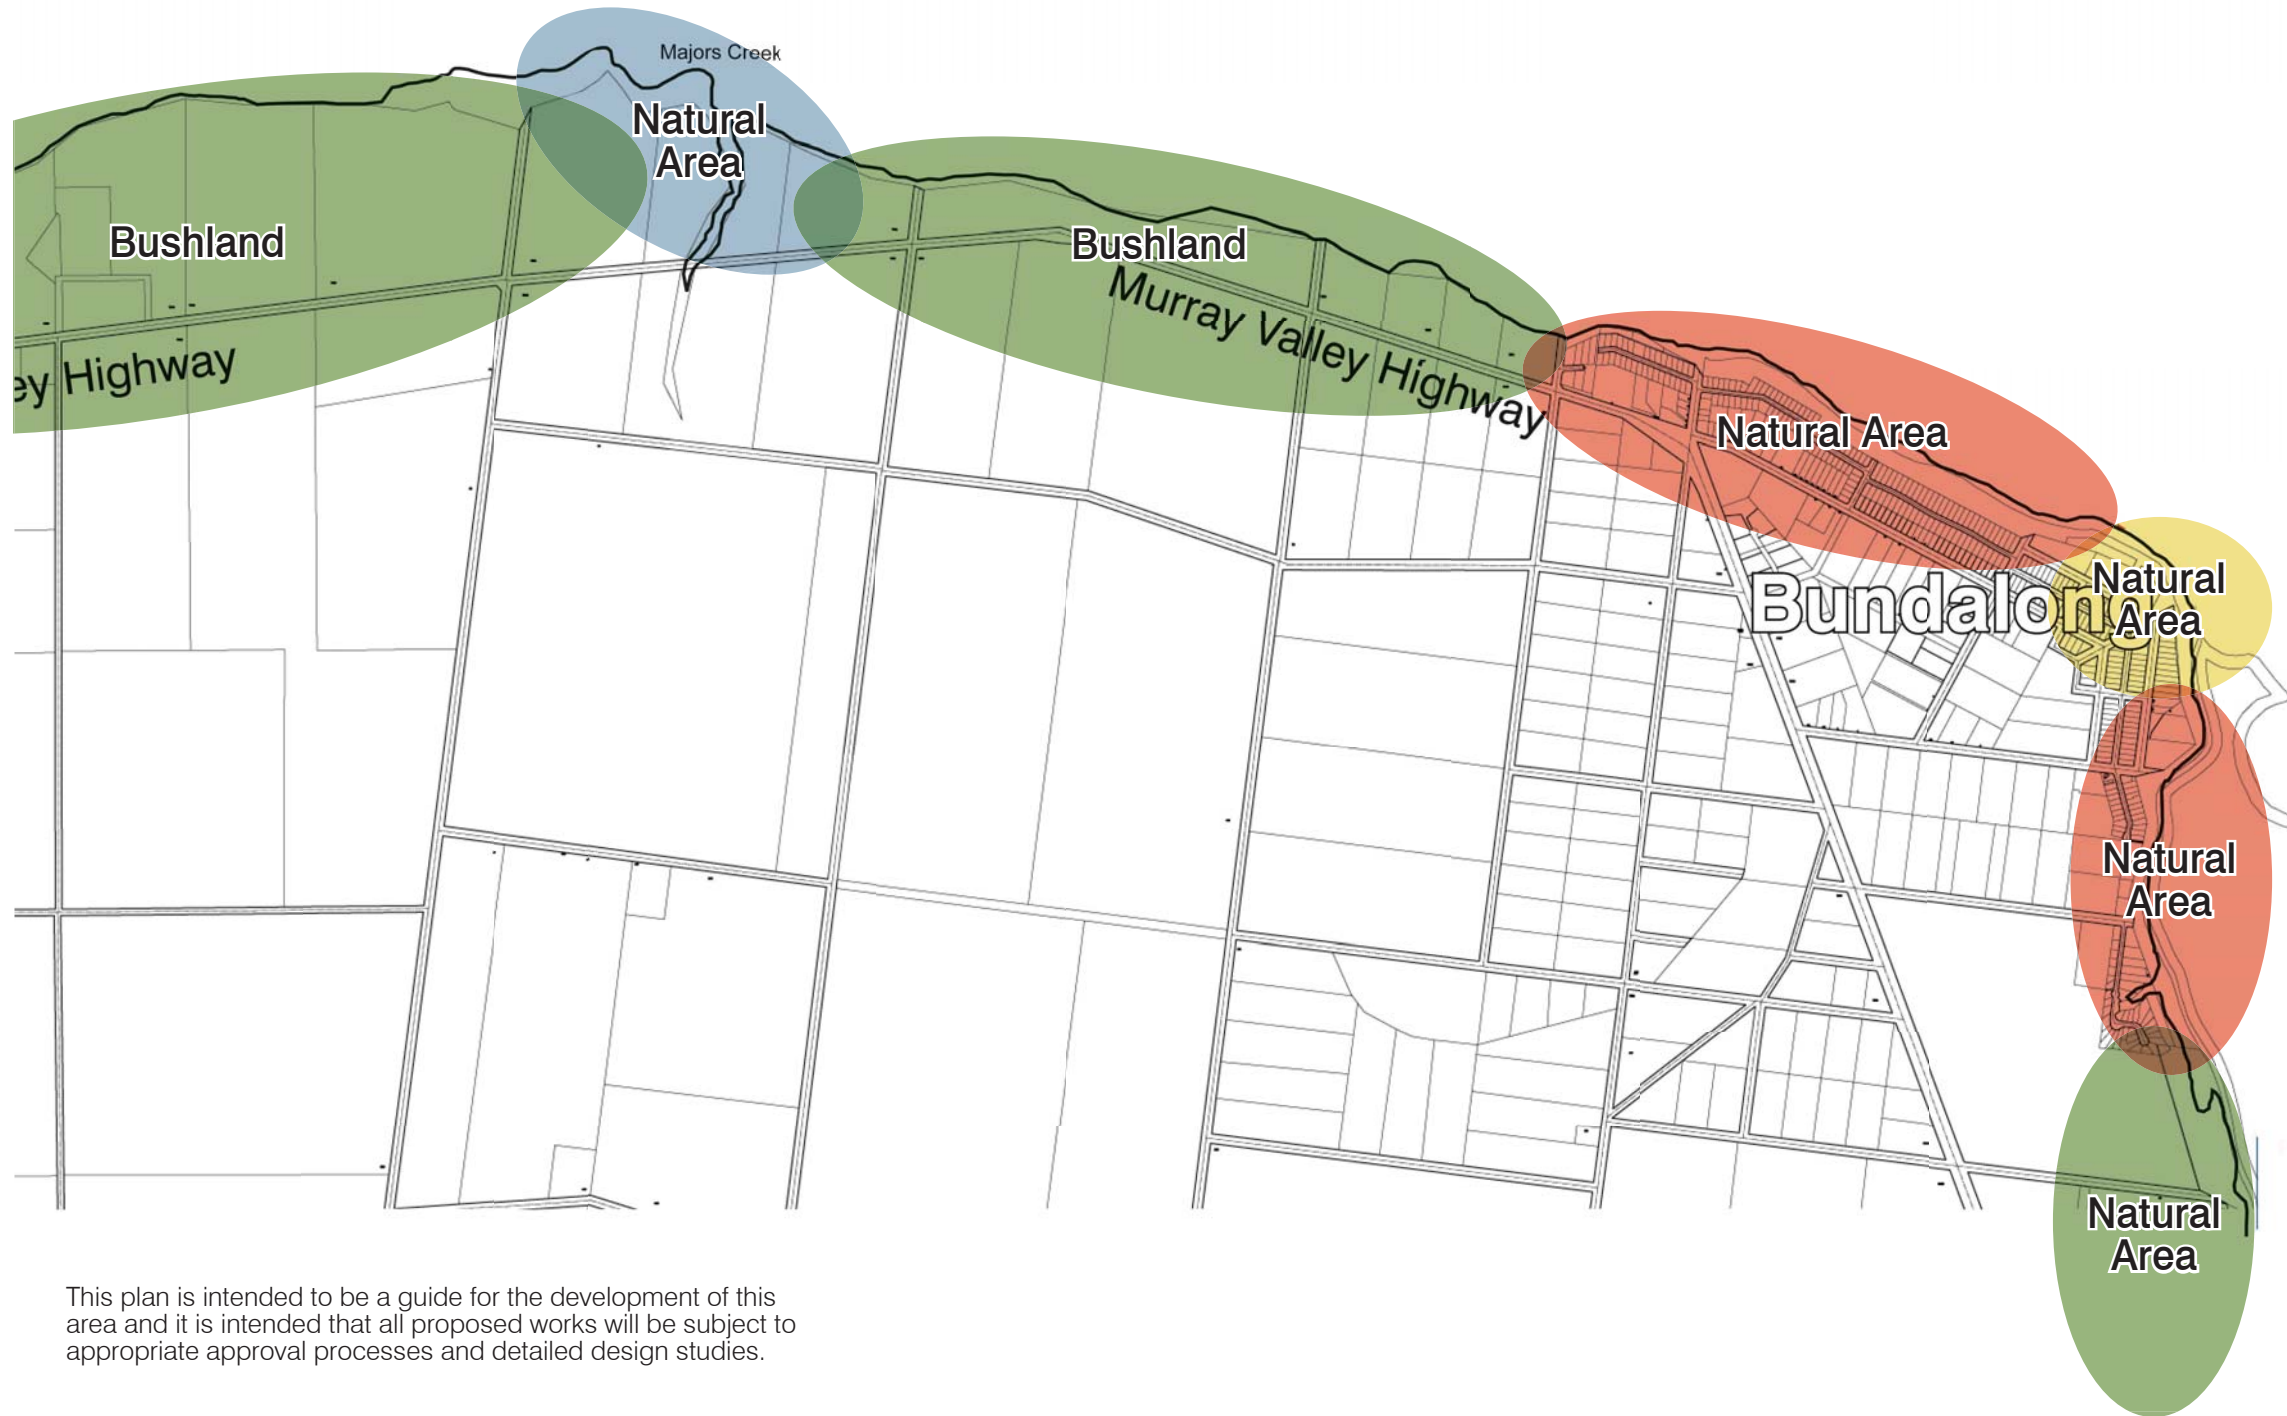 Majors Creek
Natural
Area
Bushland
Bushland
ey Highway
Murray Valley Highway
Natural Area
Bundalong
Natural
Area
Natural
Area
Natural
Area
This plan is intended to be a guide for the development of this
area and it is intended that all proposed works will be subject to
appropriate approval processes and detailed design studies.